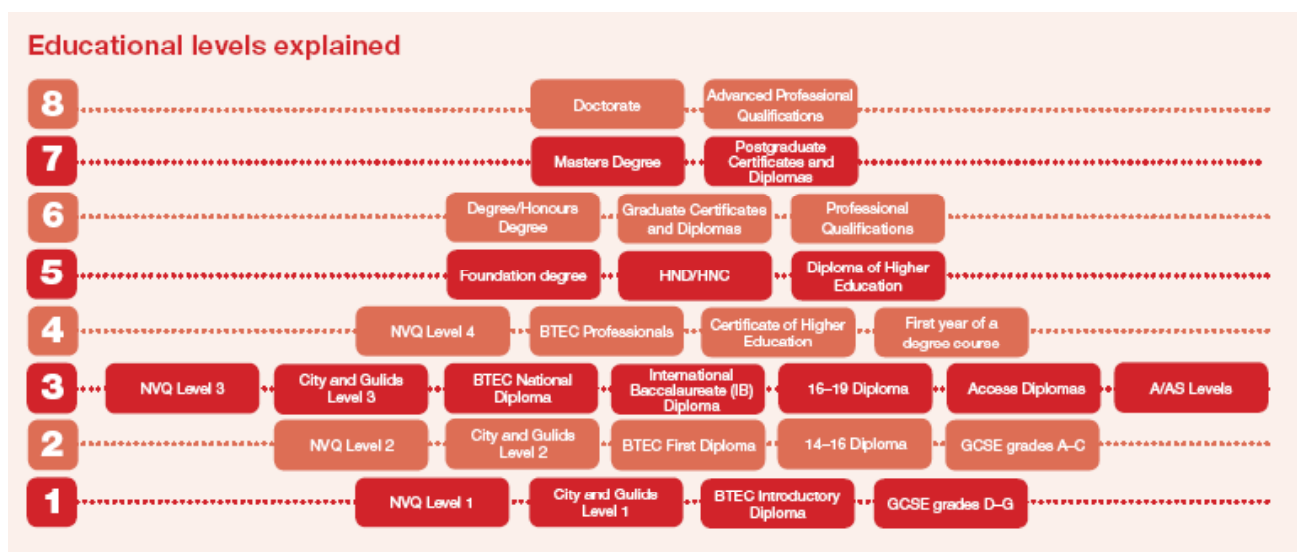 Educational levels explained
8
Doctorate
Advanced Professional
Qualifications
7
Masters Degree
Postgraduate
Certificates and
Diplomas
6
Degree/Honours
Degree
Graduate Certificates
and Diplomas
Professional
Qualifications
5
Foundation degree
HND/HNC
Diploma of Higher
Education
4
NVQ Level 4
BTEC Professionals
Certificate of Higher
Education
First year of a
degree course
3
NVQ Level 3
City and Gulids
Level 3
BTEC National
Diploma
International
Baccalaureate (IB)
Diploma
16–19 Diploma
Access Diplomas
A/AS Levels
2
NVQ Level 2
City and Gulids
Level 2
BTEC First Diploma
14–16 Diploma
GCSE grades A–C
1
NVQ Level 1
City and Gulids
Level 1
BTEC Introductory
Diploma
GCSE grades D–G